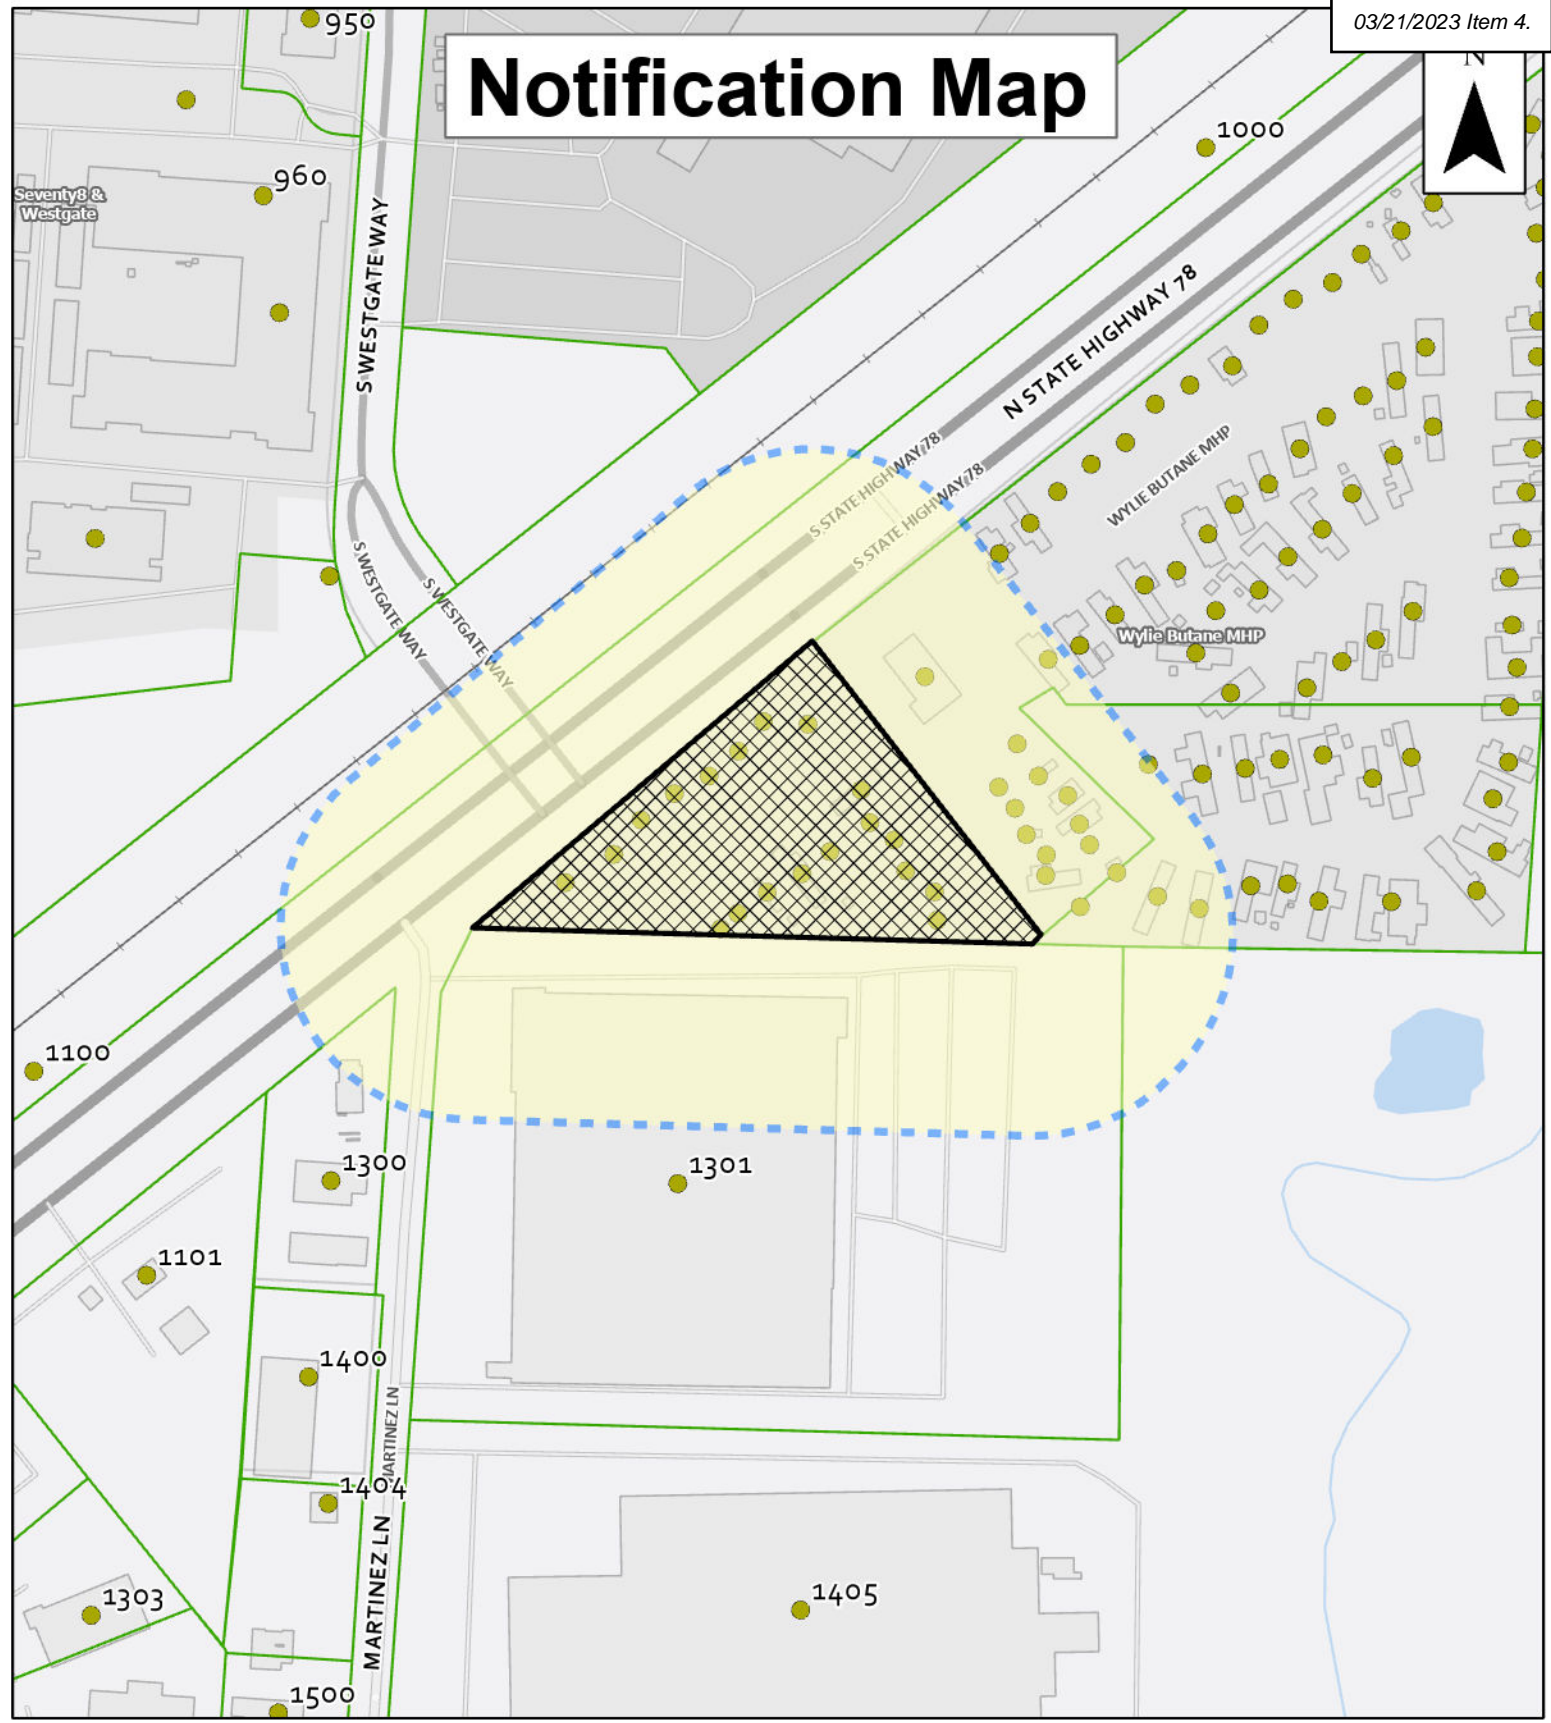 03/21/2023 Item 4.
Notification Map
N
950
1000
960
Seventy8 &
Westgate
S WESTGATE WAY
N STATE HIGHWAY 78
S STATE HIGHWAY 78
S STATE HIGHWAY 78
WYLIE BUTANE MHP
S WESTGATE WAY
S WESTGATE WAY
Wylie Butane MHP
1100
1300
1301
1101
1400
MARTINEZ LN
1404
MARTINEZ LN
1303
1405
1500